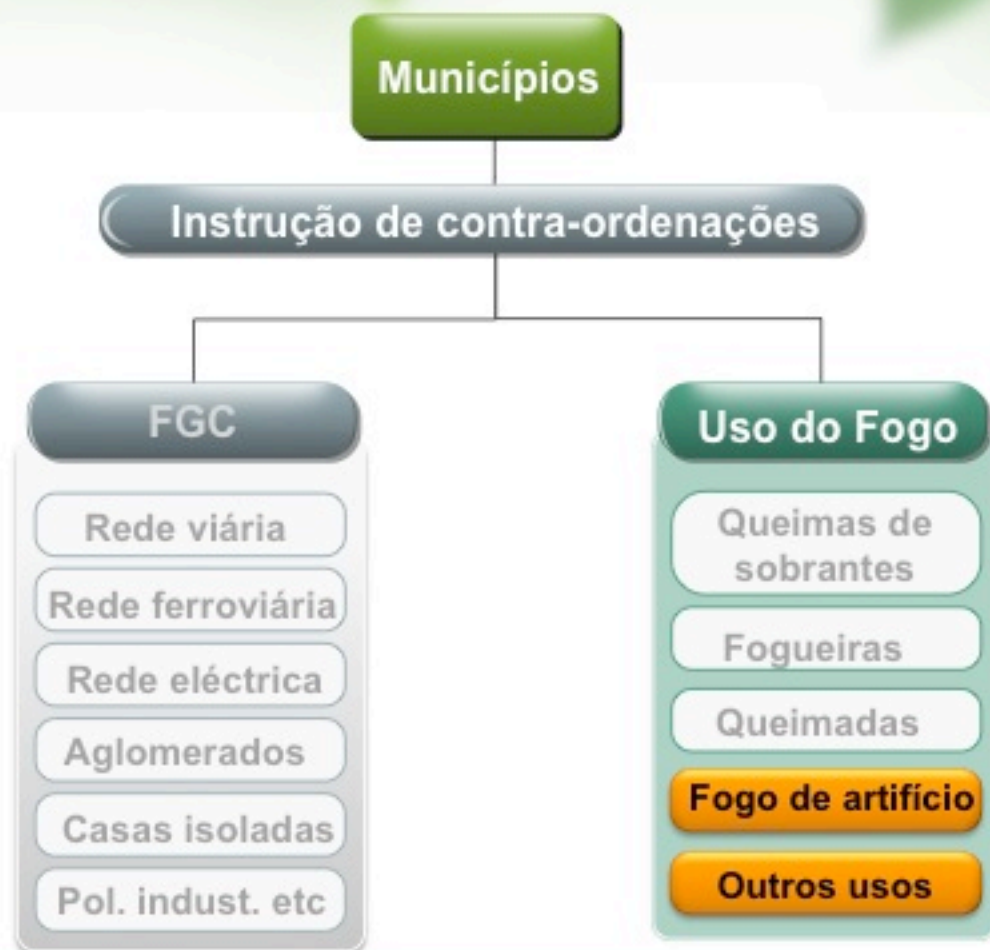 Municípios
Instrução de contra-ordenações
FGC
Rede viária
Rede ferroviária
Rede eléctrica
Aglomerados
Casas isoladas
Pol. indust. etc
Uso do Fogo
Queimas de
sobrantes
Fogueiras
Queimadas
Fogo de artifício
Outros usos